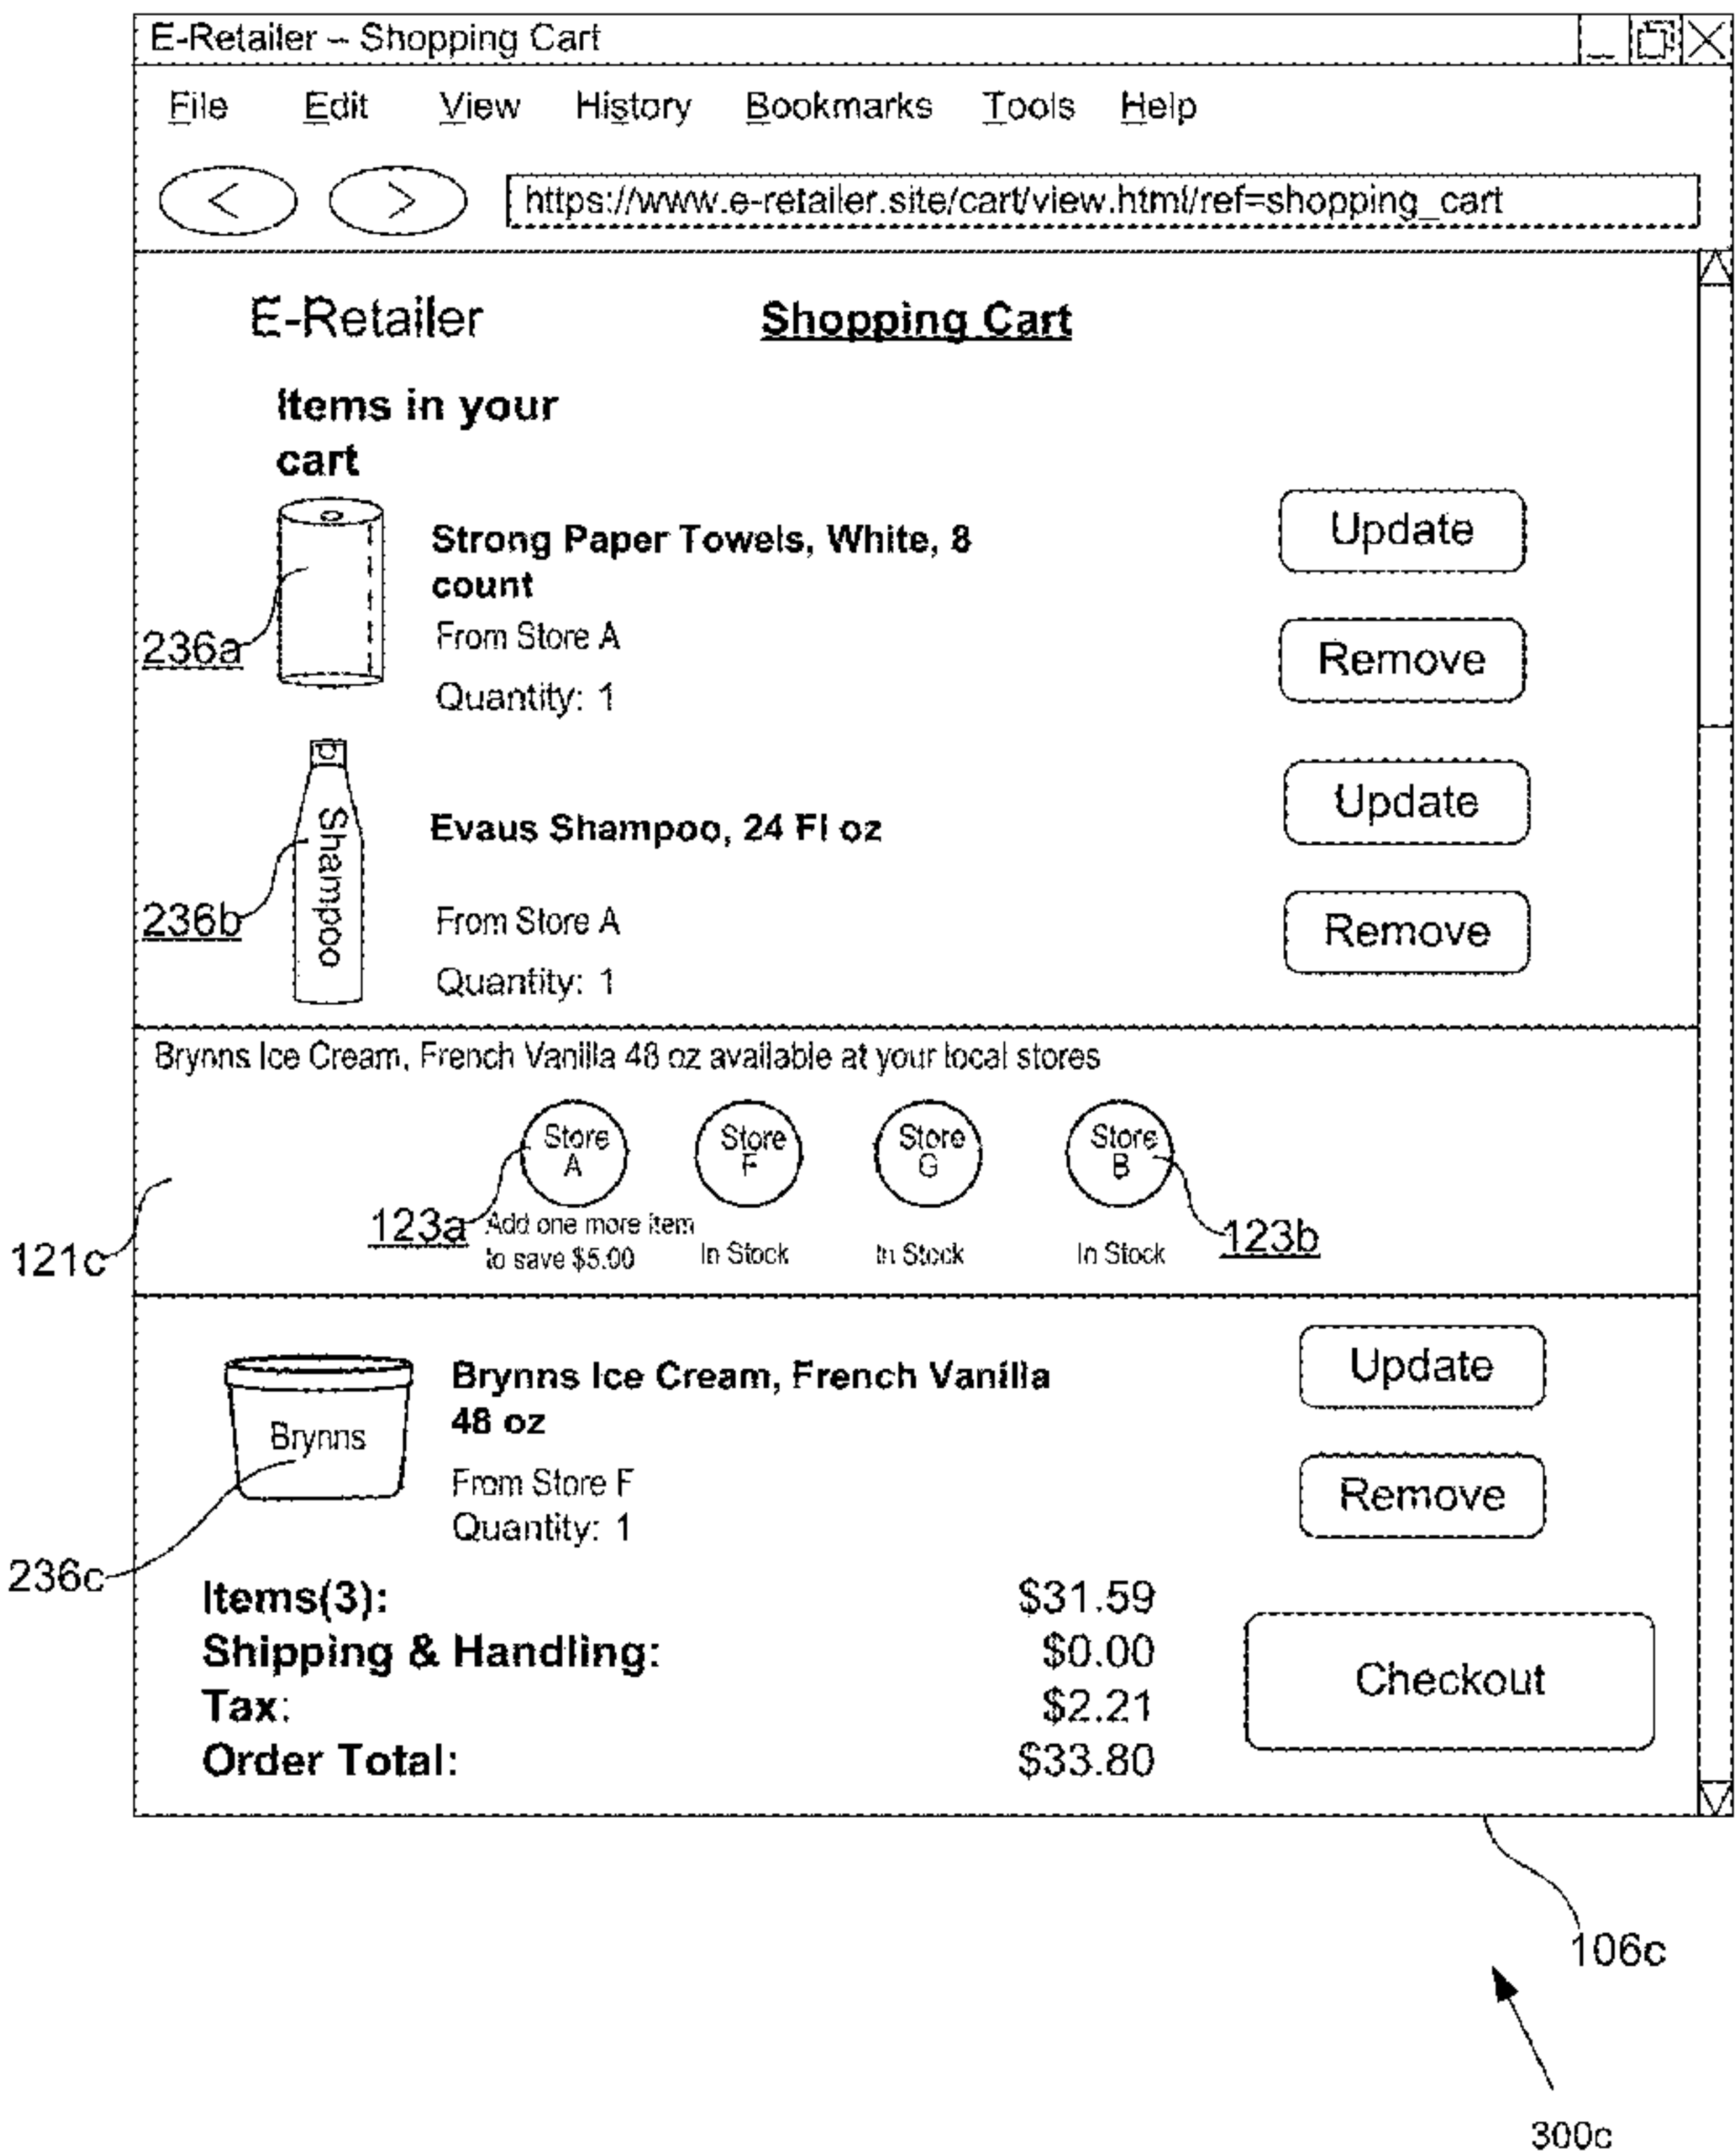 E-Retailer – Shopping Cart
File Edit View History Bookmarks Tools Help
< > https://www.e-retailer.site/cart/view.html/ref=shopping_cart
E-Retailer Shopping Cart
Items in your
cart
Strong Paper Towels, White, 8
count
Update
236a
From Store A
Remove
Quantity: 1
Shampoo
Evaus Shampoo, 24 Fl oz
Update
236b
From Store A
Remove
Quantity: 1
Brynns Ice Cream, French Vanilla 48 oz available at your local stores
Store
A
Store
F
Store
G
Store
B
123a
Add one more item
to save $5.00
In Stock
In Stock
In Stock
123b
121c
Brynns
Brynns Ice Cream, French Vanilla
48 oz
Update
From Store F
Remove
Quantity: 1
236c
Items(3): $31.59
Shipping & Handling: $0.00
Tax: $2.21
Order Total: $33.80
Checkout
106c
300c